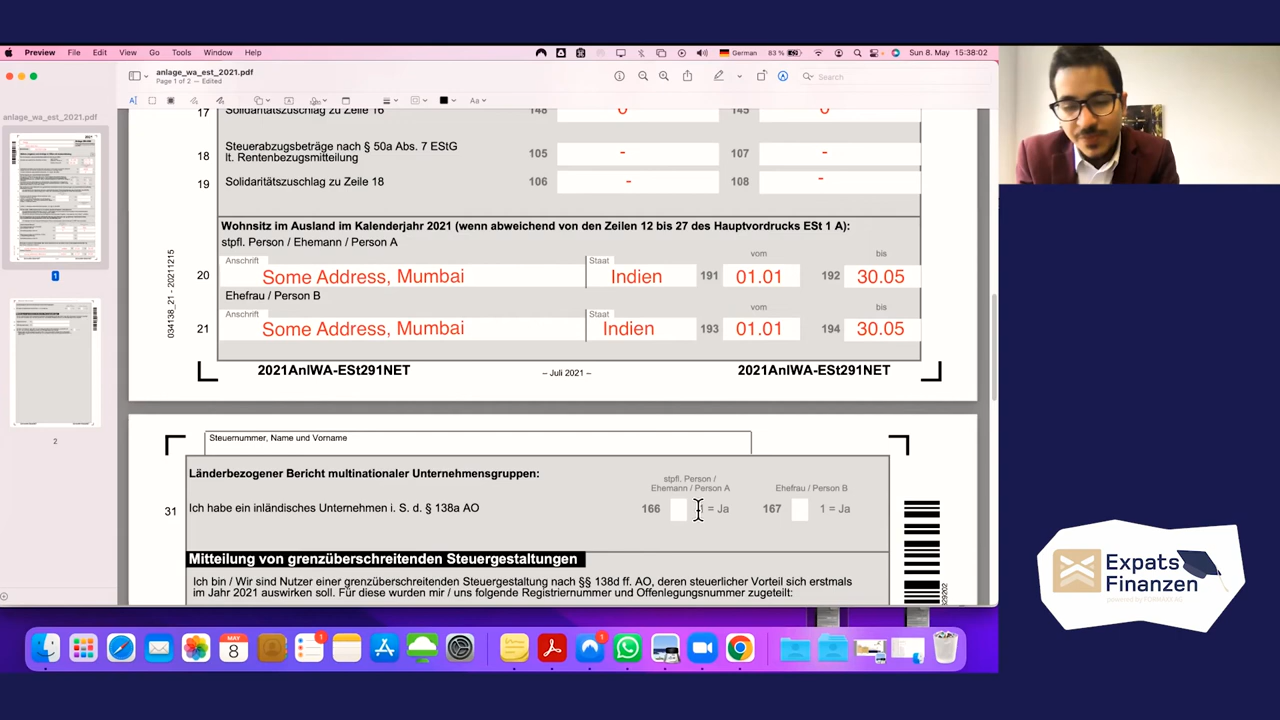 Preview File Edit View Go Tools Window Help German 83 % Sun 8. May 15:38:02
anlage_wa_est_2021.pdf
Page 1 of 2 — Edited
Search
Aa
anlage_wa_est_2021.pdf
1
2
17 Solidaritätszuschlag zu Zeile 16 148 0 145 0
18 Steuerabzugsbeträge nach § 50a Abs. 7 EStG
lt. Rentenbezugsmitteilung 105 - 107 -
19 Solidaritätszuschlag zu Zeile 18 106 - 108 -
Wohnsitz im Ausland im Kalenderjahr 2021 (wenn abweichend von den Zeilen 12 bis 27 des Hauptvordrucks ESt 1 A):
stpfl. Person / Ehemann / Person A vom bis
Anschrift Staat
20 Some Address, Mumbai Indien 191 01.01 192 30.05
Ehefrau / Person B
Anschrift Staat vom bis
21 Some Address, Mumbai Indien 193 01.01 194 30.05
034138_21 - 20211215
2021AnlWA-ESt291NET – Juli 2021 – 2021AnlWA-ESt291NET
Steuernummer, Name und Vorname
Länderbezogener Bericht multinationaler Unternehmensgruppen:
stpfl. Person /
Ehemann / Person A Ehefrau / Person B
31 Ich habe ein inländisches Unternehmen i. S. d. § 138a AO 166 1 = Ja 167 1 = Ja
Mitteilung von grenzüberschreitenden Steuergestaltungen
Ich bin / Wir sind Nutzer einer grenzüberschreitenden Steuergestaltung nach §§ 138d ff. AO, deren steuerlicher Vorteil sich erstmals
im Jahr 2021 auswirken soll. Für diese wurden mir / uns folgende Registriernummer und Offenlegungsnummer zugeteilt:
Expats
Finanzen
MAY
8
1
1